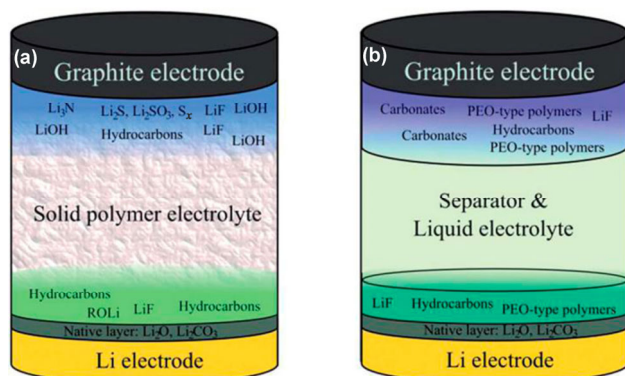 (a)
Graphite electrode
Li₃N Li₂S, Li₂SO₃, Sₓ LiF LiOH
LiOH Hydrocarbons LiF LiOH
Solid polymer electrolyte
Hydrocarbons
ROLi LiF Hydrocarbons
Native layer: Li₂O, Li₂CO₃
Li electrode
(b)
Graphite electrode
Carbonates PEO-type polymers LiF
Carbonates Hydrocarbons
PEO-type polymers
Separator &
Liquid electrolyte
LiF Hydrocarbons PEO-type polymers
Native layer: Li₂O, Li₂CO₃
Li electrode